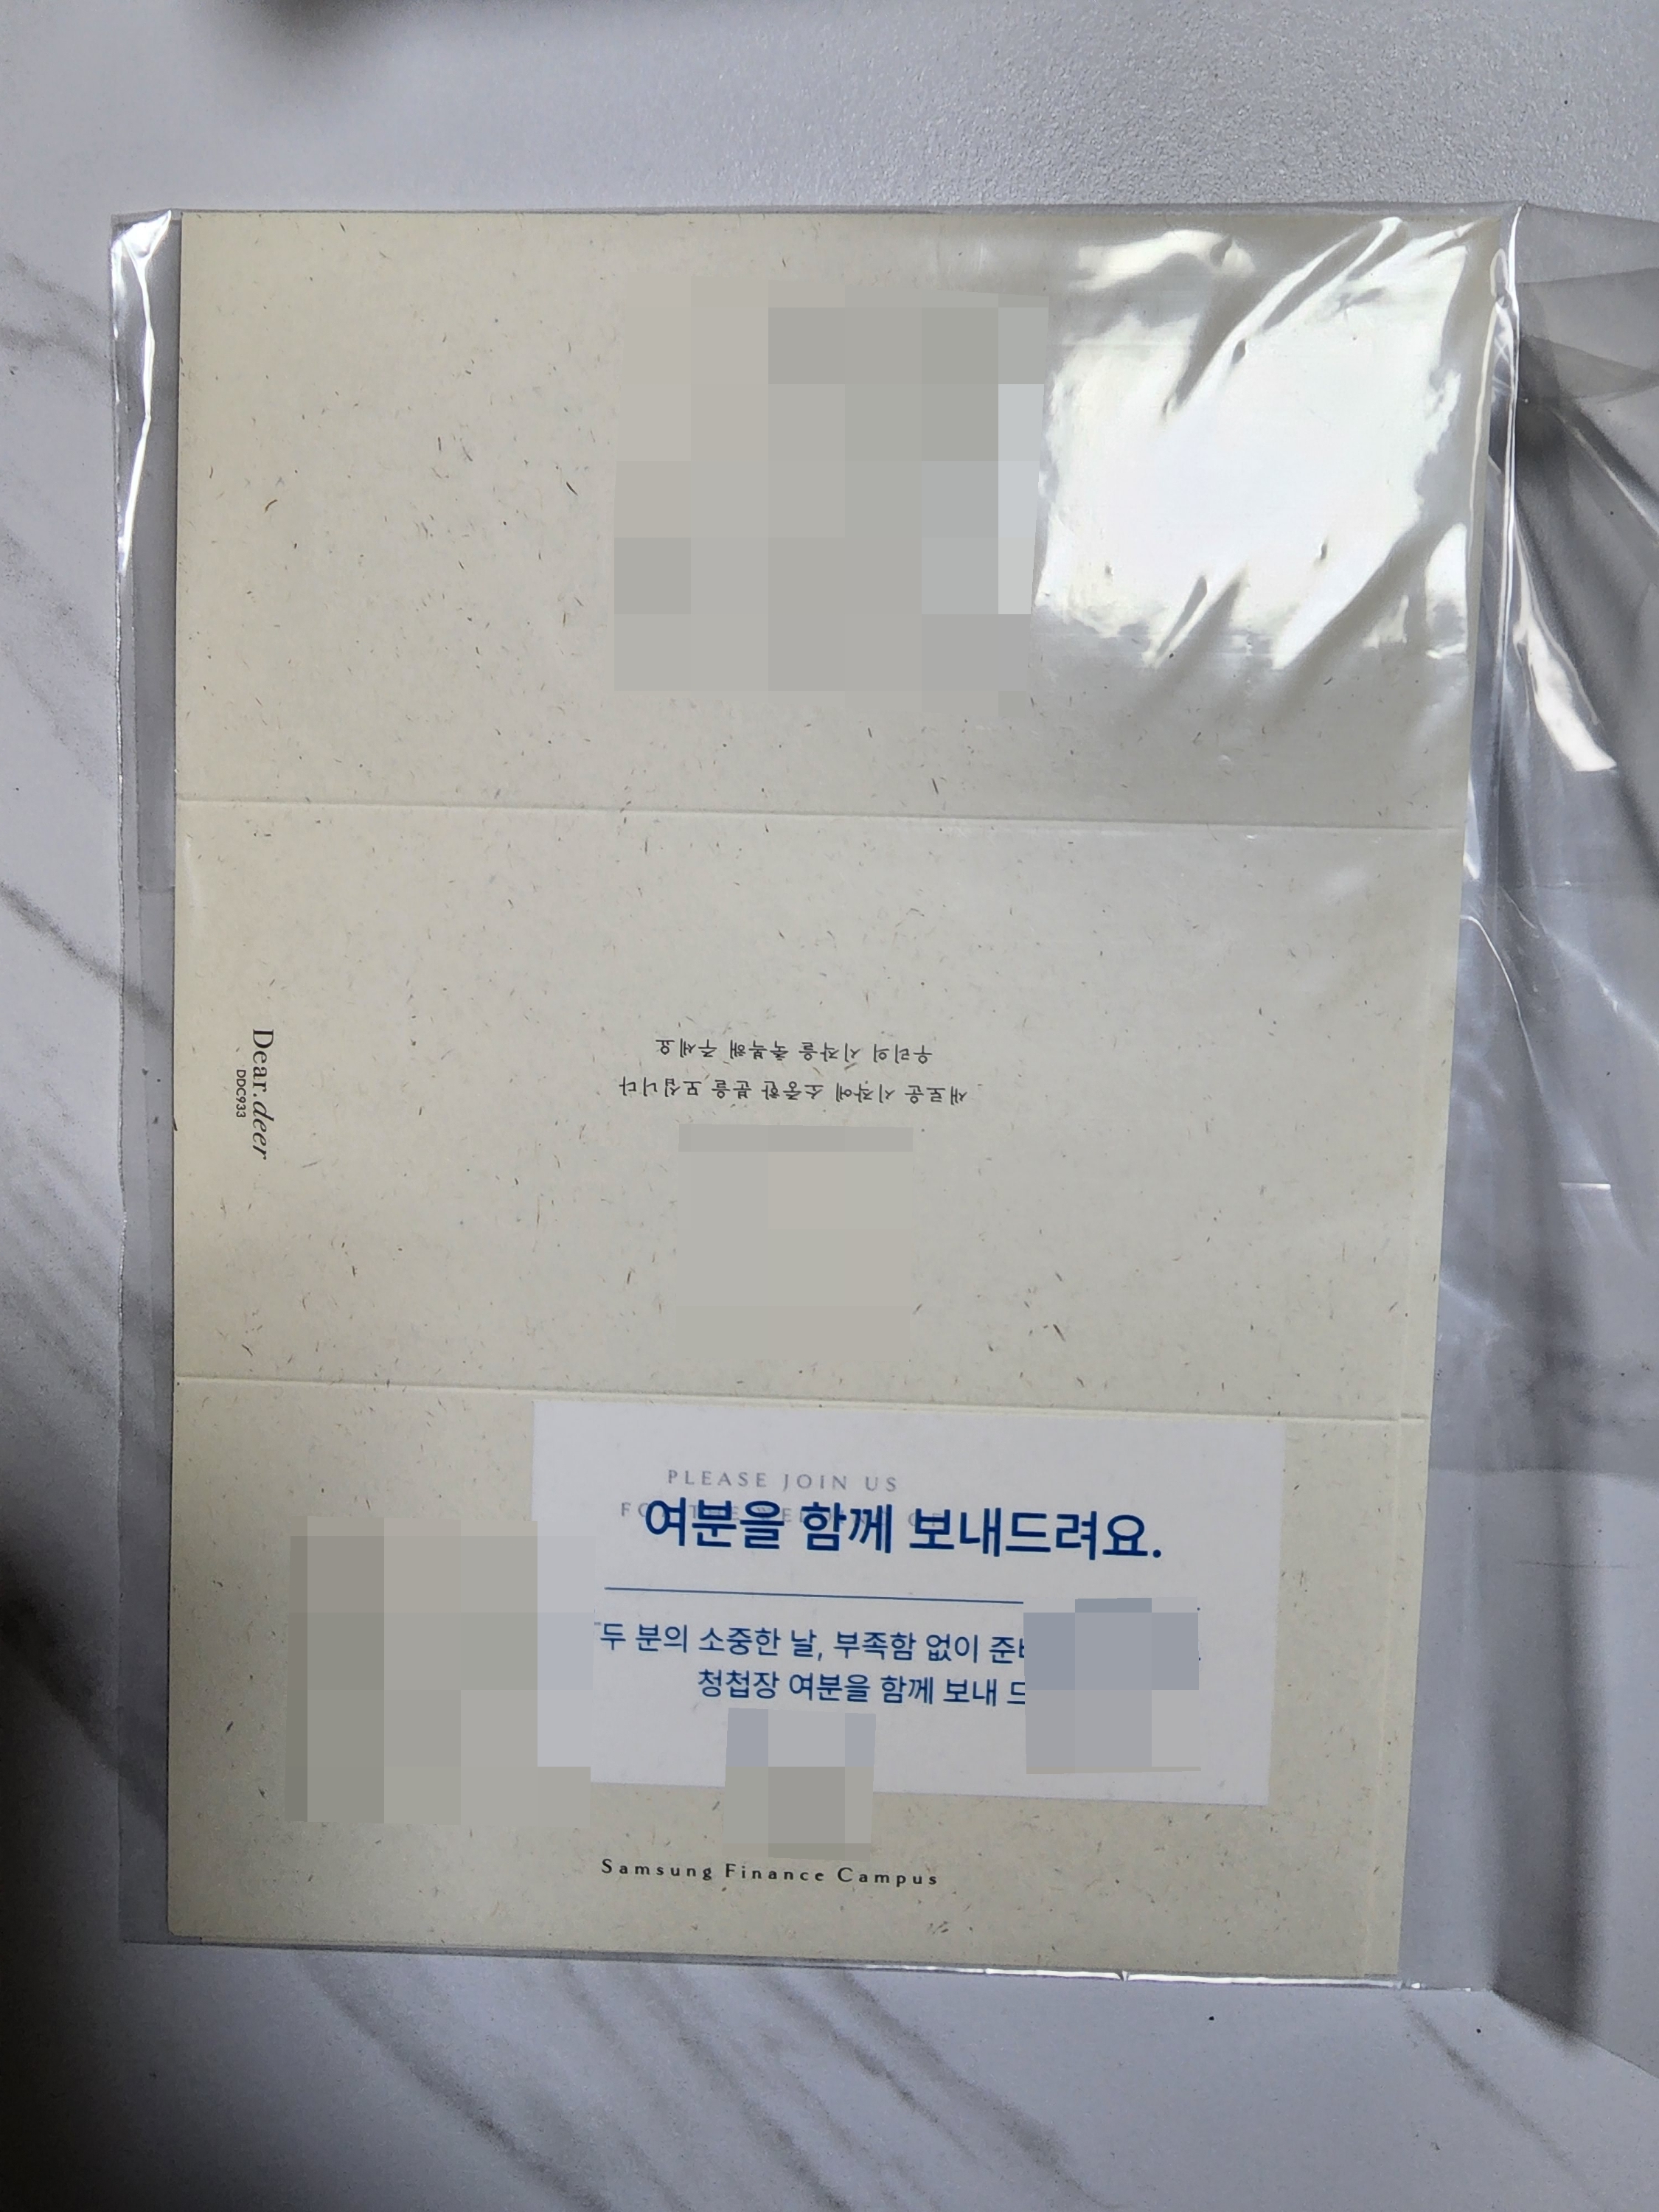 우리의 시작을 축복해 주세요
새로운 시작에 소중한 분을 모십니다
Dear.deer
DDC933
PLEASE JOIN US
여분을 함께 보내드려요.
두 분의 소중한 날, 부족함 없이
청첩장 여분을 함께 보내
Samsung Finance Campus